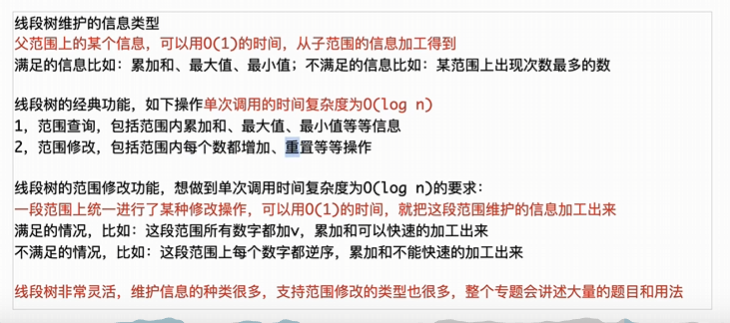 线段树维护的信息类型
父范围上的某个信息，可以用O(1)的时间，从子范围的信息加工得到
满足的信息比如：累加和、最大值、最小值；不满足的信息比如：某范围上出现次数最多的数
线段树的经典功能，如下操作单次调用的时间复杂度为O(log n)
1，范围查询，包括范围内累加和、最大值、最小值等等信息
2，范围修改，包括范围内每个数都增加、重置等等操作
线段树的范围修改功能，想做到单次调用时间复杂度为O(log n)的要求：
一段范围上统一进行了某种修改操作，可以用O(1)的时间，就把这段范围维护的信息加工出来
满足的情况，比如：这段范围所有数字都加v，累加和可以快速的加工出来
不满足的情况，比如：这段范围上每个数字都逆序，累加和不能快速的加工出来
线段树非常灵活，维护信息的种类很多，支持范围修改的类型也很多，整个专题会讲述大量的题目和用法